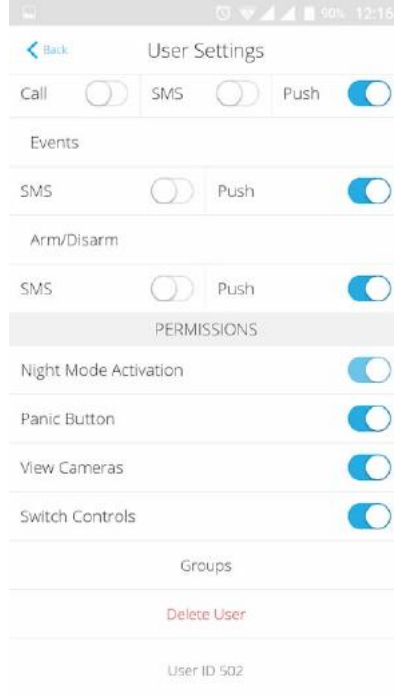 90% 12:16
Back User Settings
Call SMS Push
Events
SMS Push
Arm/Disarm
SMS Push
PERMISSIONS
Night Mode Activation
Panic Button
View Cameras
Switch Controls
Groups
Delete User
User ID 502